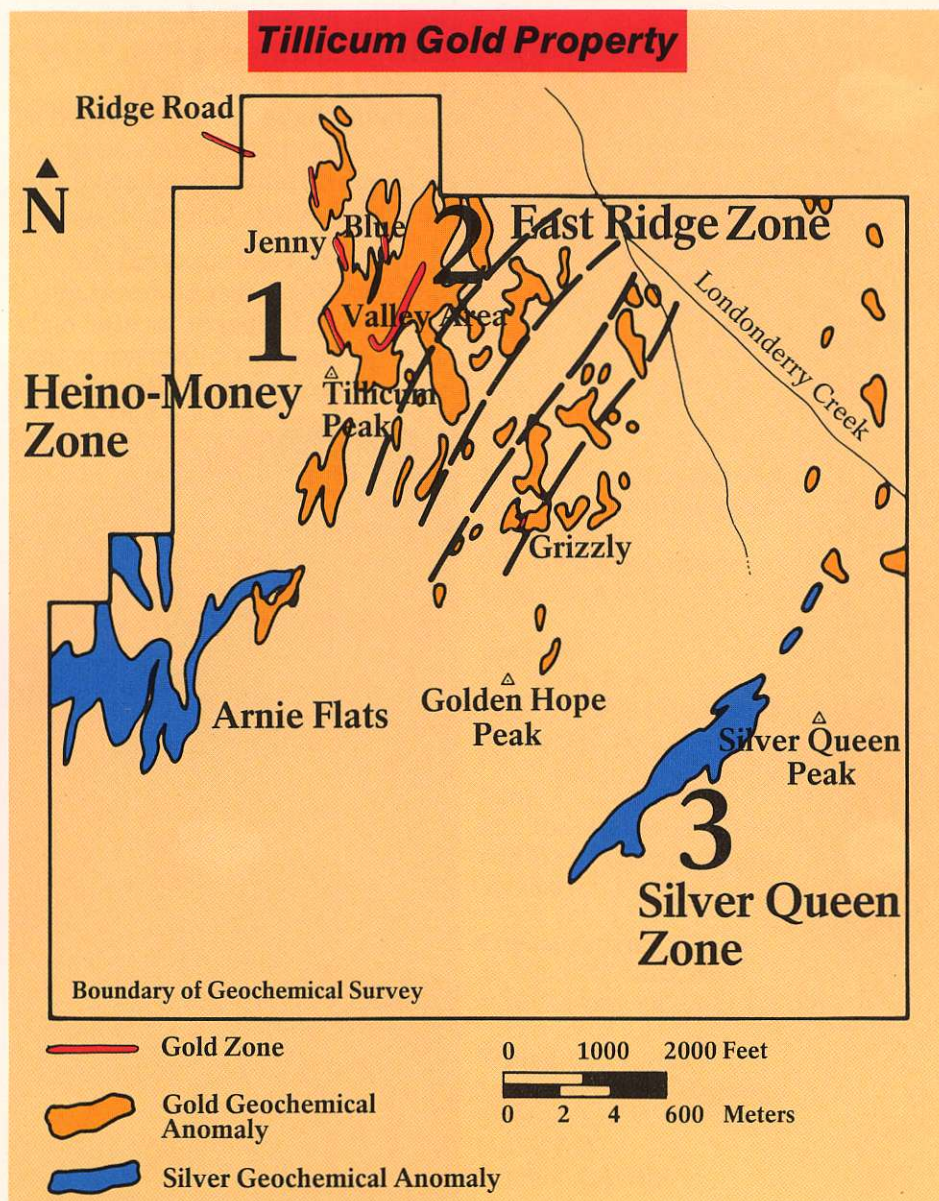 Tillicum Gold Property
Ridge Road
N
Jenny
Blue
2
East Ridge Zone
1
Valley Area
Londonderry Creek
Heino-Money
Zone
Tillicum
Peak
Grizzly
Arnie Flats
Golden Hope
Peak
Silver Queen
Peak
3
Silver Queen
Zone
Boundary of Geochemical Survey
Gold Zone
0 1000 2000 Feet
Gold Geochemical
Anomaly
0 2 4 600 Meters
Silver Geochemical Anomaly